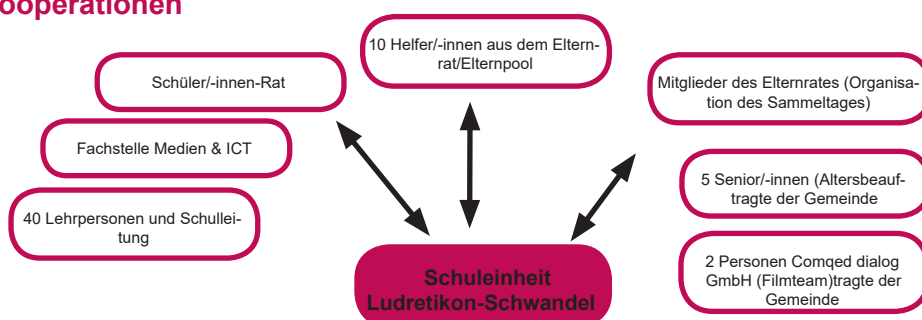 ooperationen
10 Helfer/-innen aus dem Eltern-
rat/Elternpool
Schüler/-innen-Rat
Mitglieder des Elternrates (Organisa-
tion des Sammeltages)
Fachstelle Medien & ICT
5 Senior/-innen (Altersbeauf-
tragte der Gemeinde
40 Lehrpersonen und Schullei-
tung
2 Personen Comqed dialog
GmbH (Filmteam)tragte der
Gemeinde
Schuleinheit
Ludretikon-Schwandel